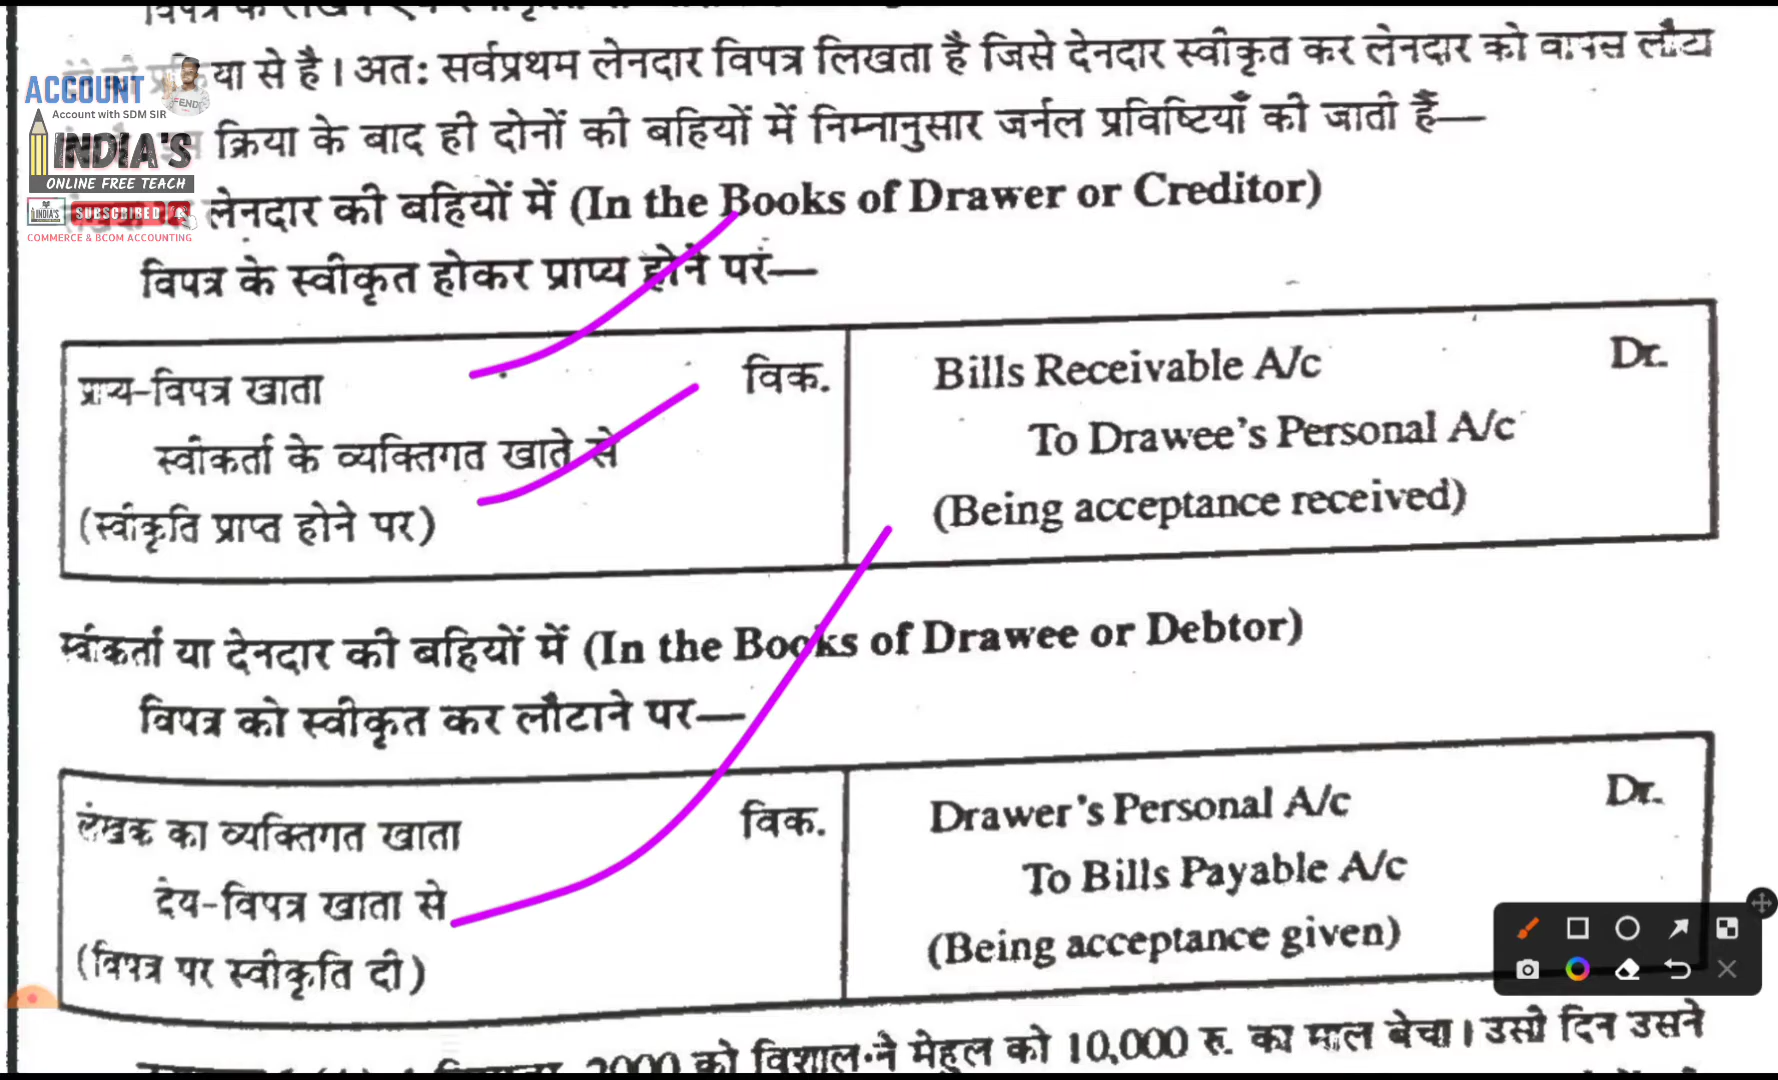 या से है। अतः सर्वप्रथम लेनदार विपत्र लिखता है जिसे देनदार स्वीकृत कर लेनदार को वापस लौटा
क्रिया के बाद ही दोनों की बहियों में निम्नानुसार जर्नल प्रविष्टियाँ की जाती हैं—
ACCOUNT
Account with SDM SIR
INDIA'S
ONLINE FREE TEACH
SUBSCRIBED
COMMERCE & BCOM ACCOUNTING
लेनदार की बहियों में (In the Books of Drawer or Creditor)
विपत्र के स्वीकृत होकर प्राप्य होने पर—
प्राप्य-विपत्र खाता विक.
स्वीकर्ता के व्यक्तिगत खाते से
(स्वीकृति प्राप्त होने पर)
Bills Receivable A/c Dr.
To Drawee's Personal A/c
(Being acceptance received)
स्वीकर्ता या देनदार की बहियों में (In the Books of Drawee or Debtor)
विपत्र को स्वीकृत कर लौटाने पर—
लेखक का व्यक्तिगत खाता विक.
देय-विपत्र खाता से
(विपत्र पर स्वीकृति दी)
Drawer's Personal A/c Dr.
To Bills Payable A/c
(Being acceptance given)
2000 को विशाल ने मेहुल को 10,000 रु. का माल बेचा। उसी दिन उसने